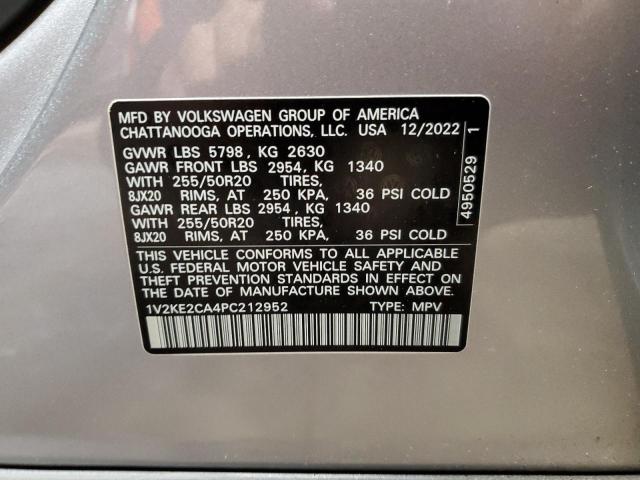 MFD BY VOLKSWAGEN GROUP OF AMERICA
CHATTANOOGA OPERATIONS, LLC. USA 12/2022
GVWR LBS 5798, KG 2630
GAWR FRONT LBS 2954, KG 1340
WITH 255/50R20 TIRES,
8JX20 RIMS, AT 250 KPA, 36 PSI COLD
GAWR REAR LBS 2954, KG 1340
WITH 255/50R20 TIRES,
8JX20 RIMS, AT 250 KPA, 36 PSI COLD
THIS VEHICLE CONFORMS TO ALL APPLICABLE
U.S. FEDERAL MOTOR VEHICLE SAFETY AND
THEFT PREVENTION STANDARDS IN EFFECT
ON THE DATE OF MANUFACTURE SHOWN ABOVE.
1V2KE2CA4PC212952 TYPE: MPV
4950529 1